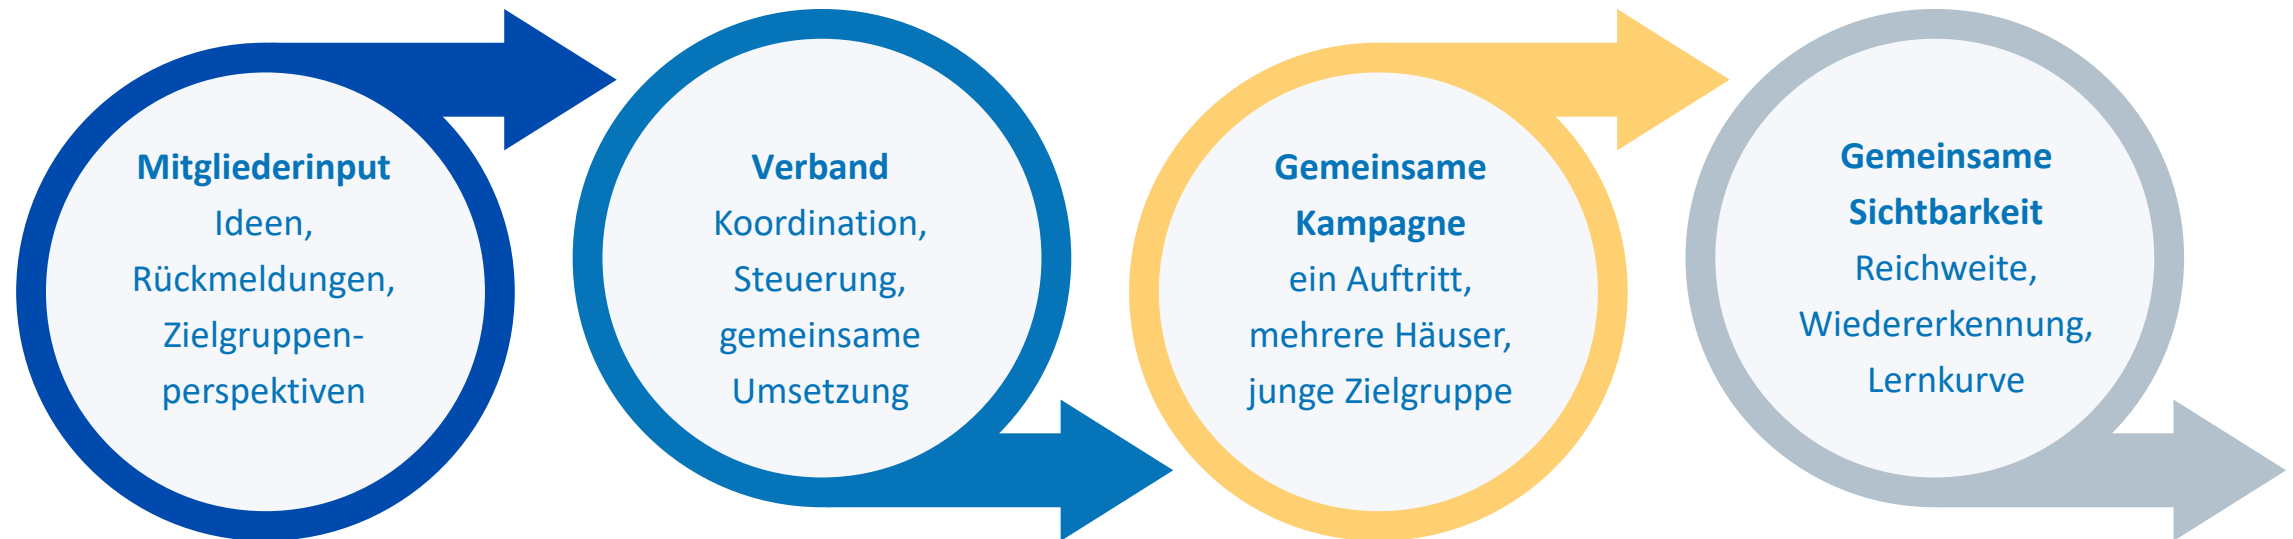 Mitgliederinput
Ideen,
Rückmeldungen,
Zielgruppen-
perspektiven
Verband
Koordination,
Steuerung,
gemeinsame
Umsetzung
Gemeinsame
Kampagne
ein Auftritt,
mehrere Häuser,
junge Zielgruppe
Gemeinsame
Sichtbarkeit
Reichweite,
Wiedererkennung,
Lernkurve